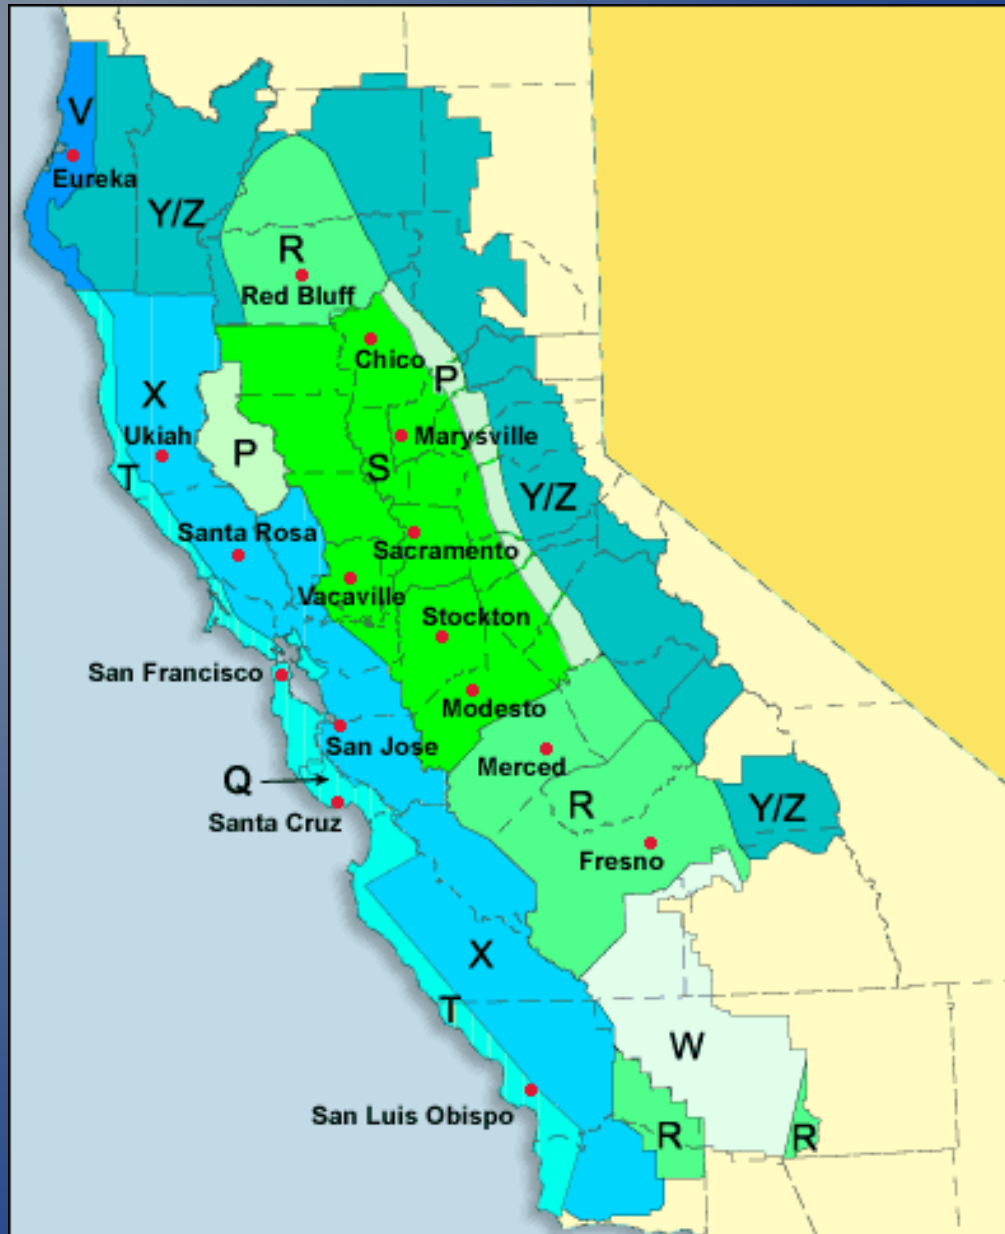 V
Eureka
Y/Z
R
Red Bluff
Chico
P
X
Ukiah
Marysville
P
T
S
Y/Z
Santa Rosa
Sacramento
Vacaville
Stockton
San Francisco
Modesto
San Jose
Merced
Q
R
Y/Z
Santa Cruz
Fresno
X
T
W
San Luis Obispo
R
R